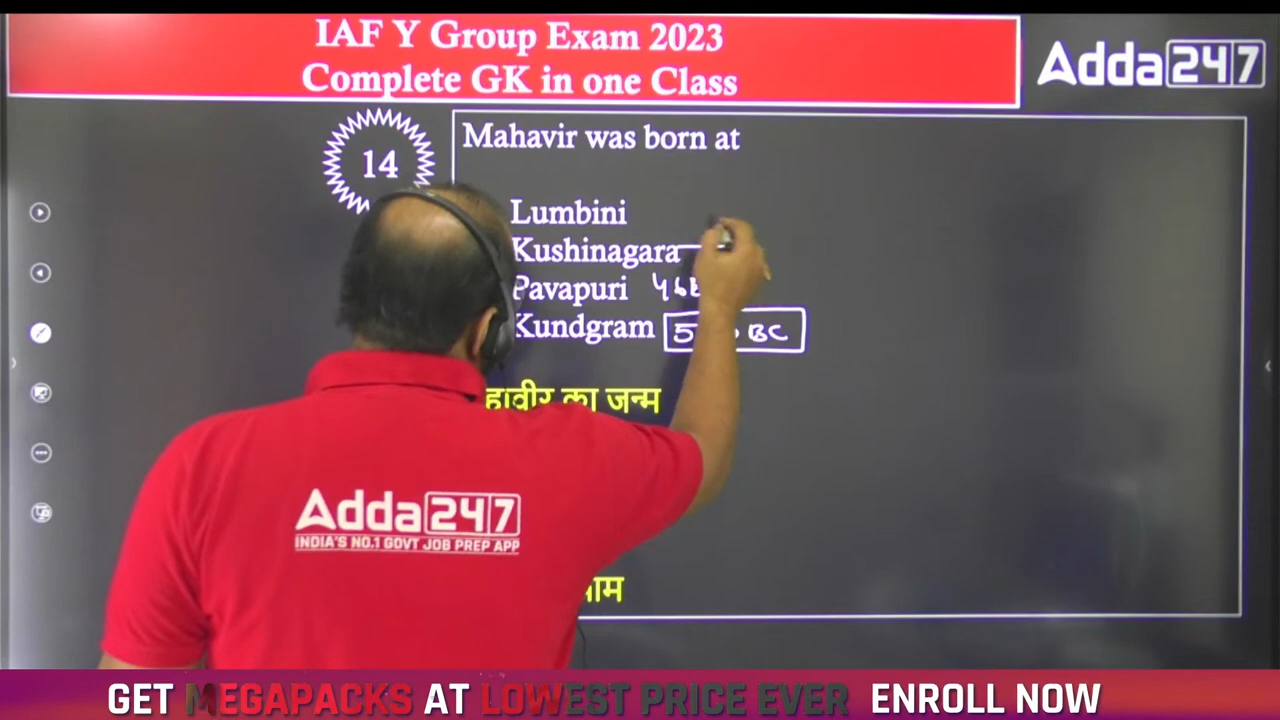 IAF Y Group Exam 2023
Complete GK in one Class
Adda247
14
Mahavir was born at
Lumbini
Kushinagara
Pavapuri
Kundgram BC
का जन्म
Adda247
INDIA'S NO.1 GOVT JOB PREP APP
GET MEGAPACKS AT LOWEST PRICE EVER ENROLL NOW